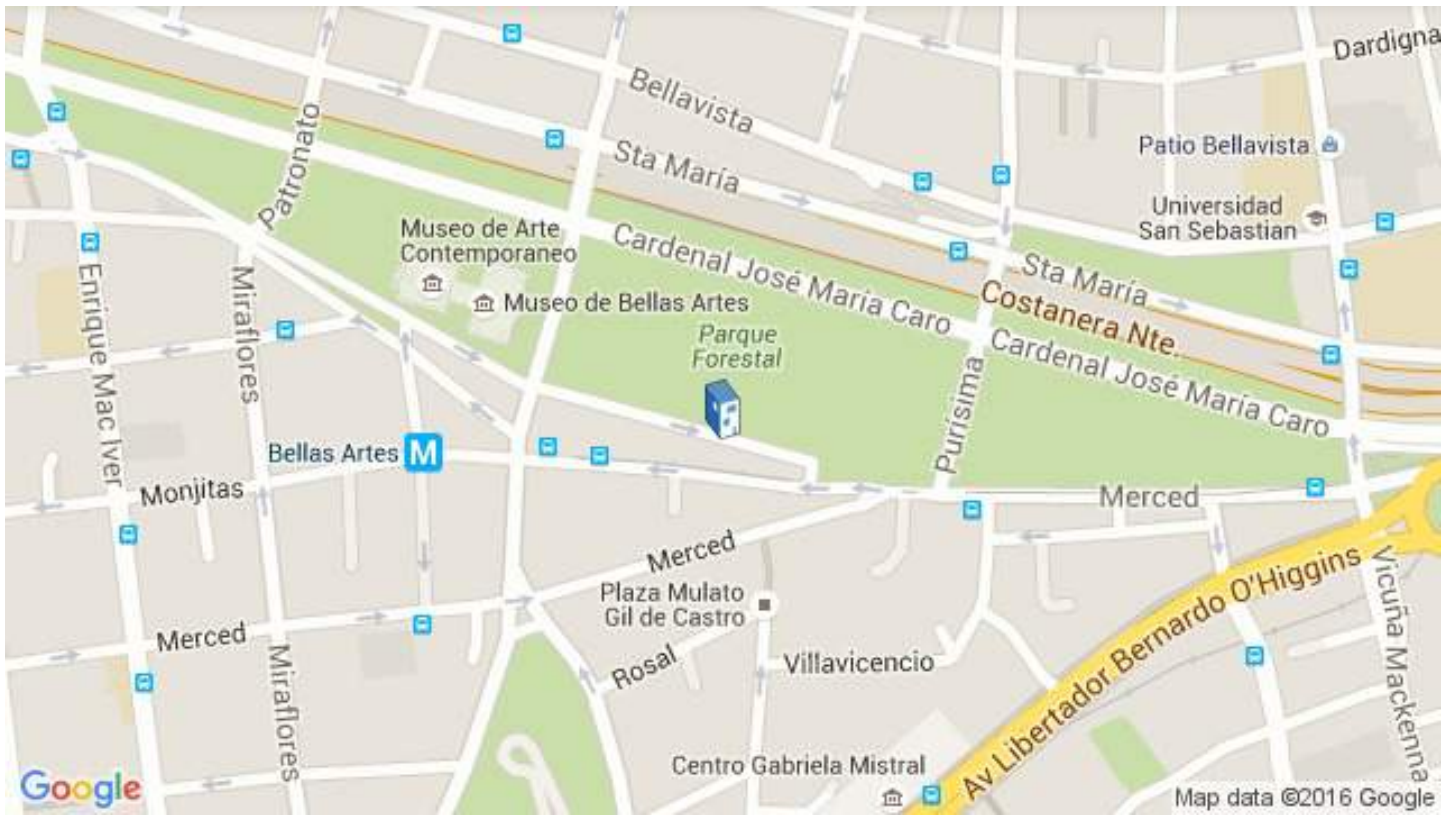 Dardigna
Bellavista
Patio Bellavista
Patronato
Sta María
Universidad
San Sebastian
Museo de Arte
Contemporaneo
Cardenal José María Caro
Sta María
Enrique Mac Iver
Miraflores
Museo de Bellas Artes
Costanera Nte.
Parque
Forestal
Cardenal José María Caro
Purísima
Bellas Artes M
Monjitas
Merced
Merced
Av Libertador Bernardo O'Higgins
Vicuña Mackenna
Plaza Mulato
Gil de Castro
Merced
Miraflores
Rosal
Villavicencio
Centro Gabriela Mistral
Google
Map data ©2016 Google